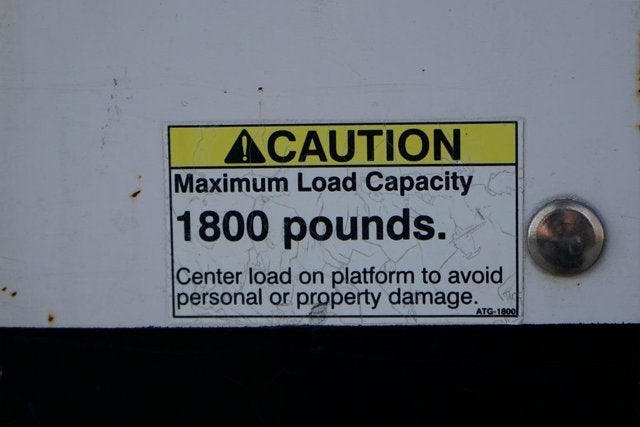 CAUTION
Maximum Load Capacity
1800 pounds.
Center load on platform to avoid
personal or property damage.
ATG-1800